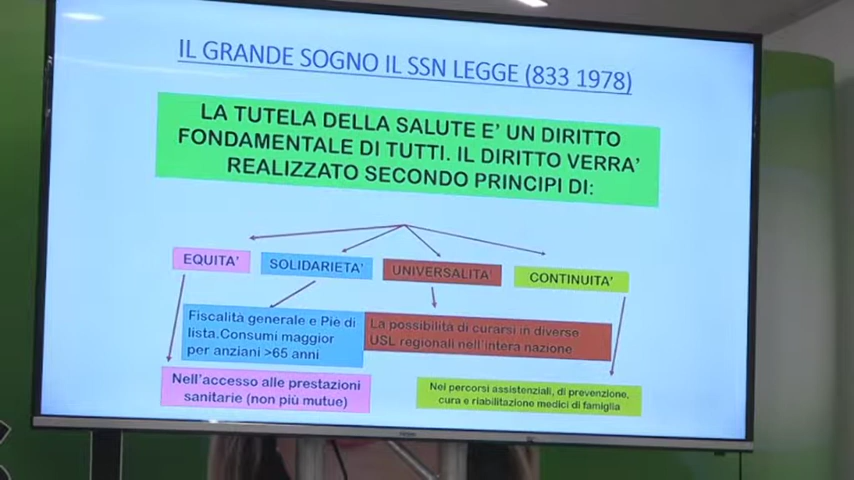 IL GRANDE SOGNO IL SSN LEGGE (833 1978)
LA TUTELA DELLA SALUTE E' UN DIRITTO
FONDAMENTALE DI TUTTI. IL DIRITTO VERRA'
REALIZZATO SECONDO PRINCIPI DI:
EQUITA'
SOLIDARIETA'
UNIVERSALITA'
CONTINUITA'
Fiscalità generale e Piè di
lista.Consumi maggior
per anziani >65 anni
La possibilità di curarsi in diverse
USL regionali nell'intera nazione
Nell'accesso alle prestazioni
sanitarie (non più mutue)
Nei percorsi assistenziali, di prevenzione,
cura e riabilitazione medici di famiglia